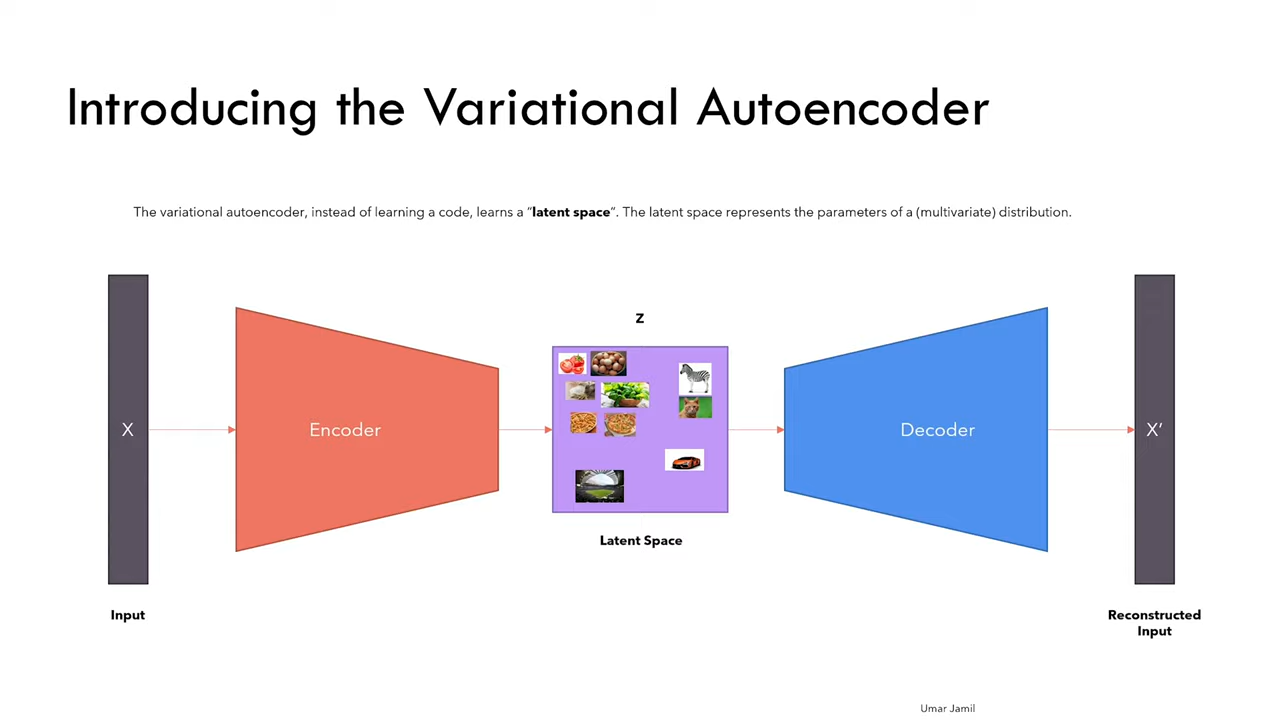 Introducing the Variational Autoencoder
The variational autoencoder, instead of learning a code, learns a “latent space”. The latent space represents the parameters of a (multivariate) distribution.
Z
X
Encoder
Decoder
X’
Latent Space
Input
Reconstructed
Input
Umar Jamil